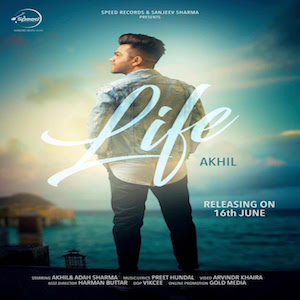 SPEED RECORDS & SANJEEV SHARMA
PRESENTS
Speed
Life
AKHIL
RELEASING ON
16th JUNE
STARRING AKHIL& ADAH SHARMA MUSIC/LYRICS PREET HUNDAL VIDEO ARVINDR KHAIRA
ASST DIRECTOR HARMAN BUTTAR DOP VIKCEE ONLINE PROMOTION GOLD MEDIA